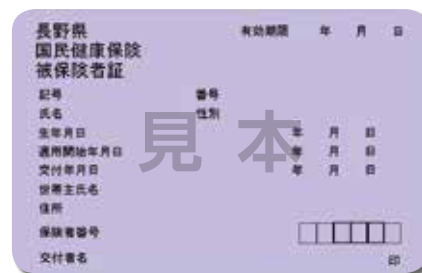 長野県 有効期限 年 月 日
国民健康保険
被保険者証
記号 番号
氏名 性別
生年月日 年 月 日
適用開始年月日 年 月 日
交付年月日 年 月 日
世帯主氏名
住所
保険者番号
交付者名 印
見本